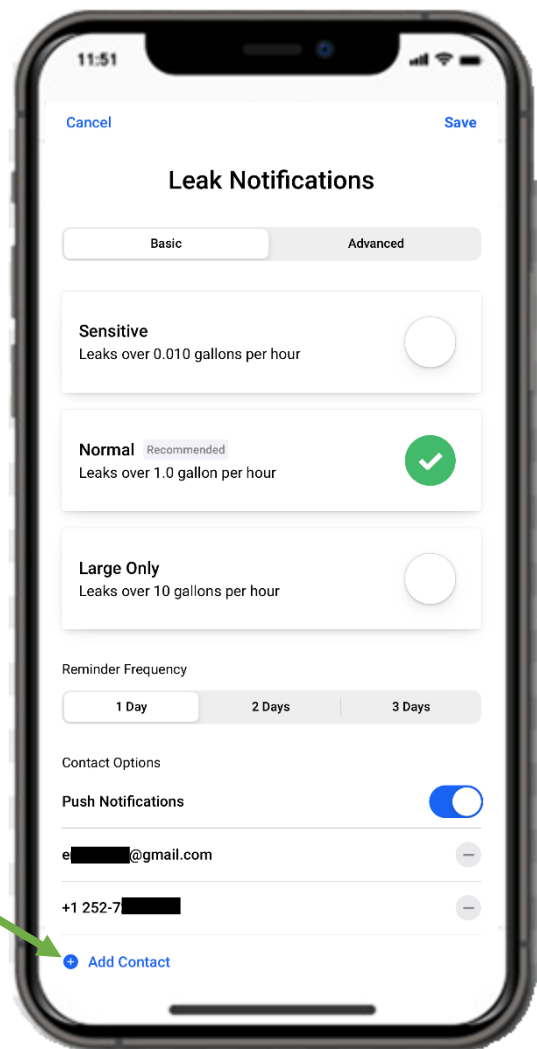 11:51
Cancel Save
Leak Notifications
Basic Advanced
Sensitive
Leaks over 0.010 gallons per hour
Normal Recommended
Leaks over 1.0 gallon per hour
Large Only
Leaks over 10 gallons per hour
Reminder Frequency
1 Day 2 Days 3 Days
Contact Options
Push Notifications
e @gmail.com
+1 252-7
Add Contact